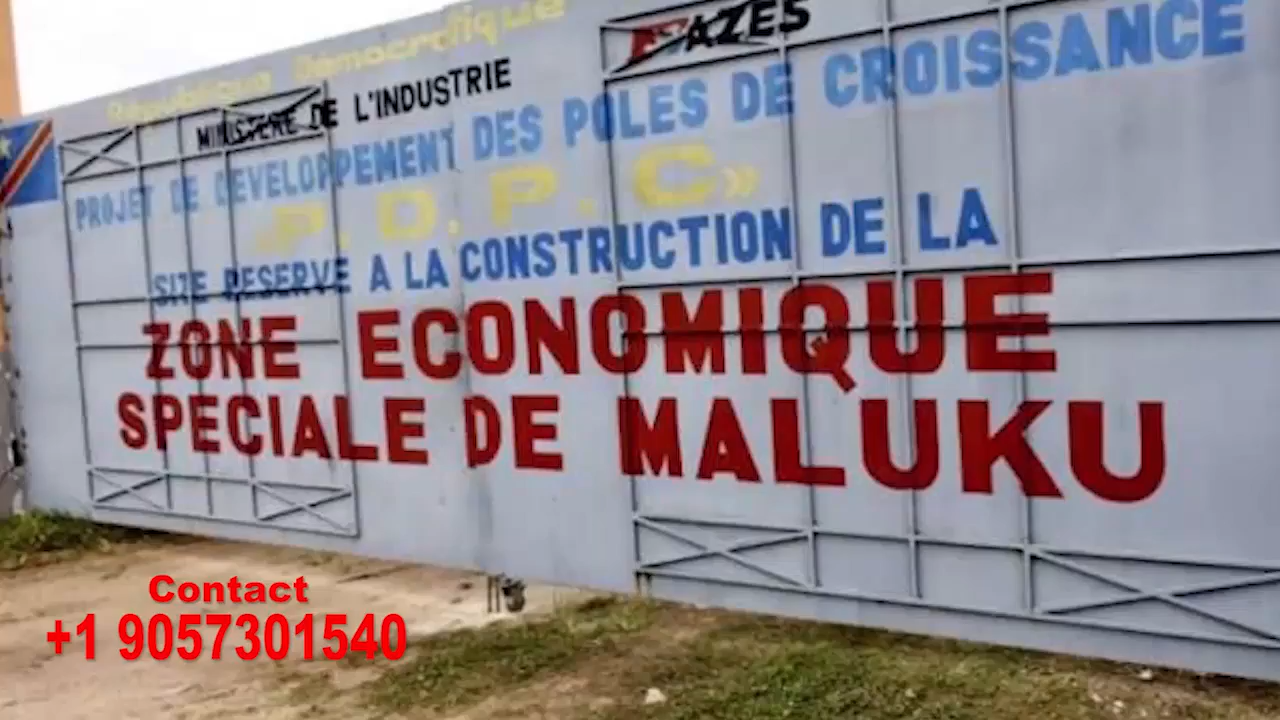 République Démocratique
MINISTERE DE L'INDUSTRIE
AZES
PROJET DE DEVELOPPEMENT DES POLES DE CROISSANCE
P.D.P.C»
SITE RESERVE A LA CONSTRUCTION DE LA
ZONE ECONOMIQUE
SPECIALE DE MALUKU
Contact
+1 9057301540